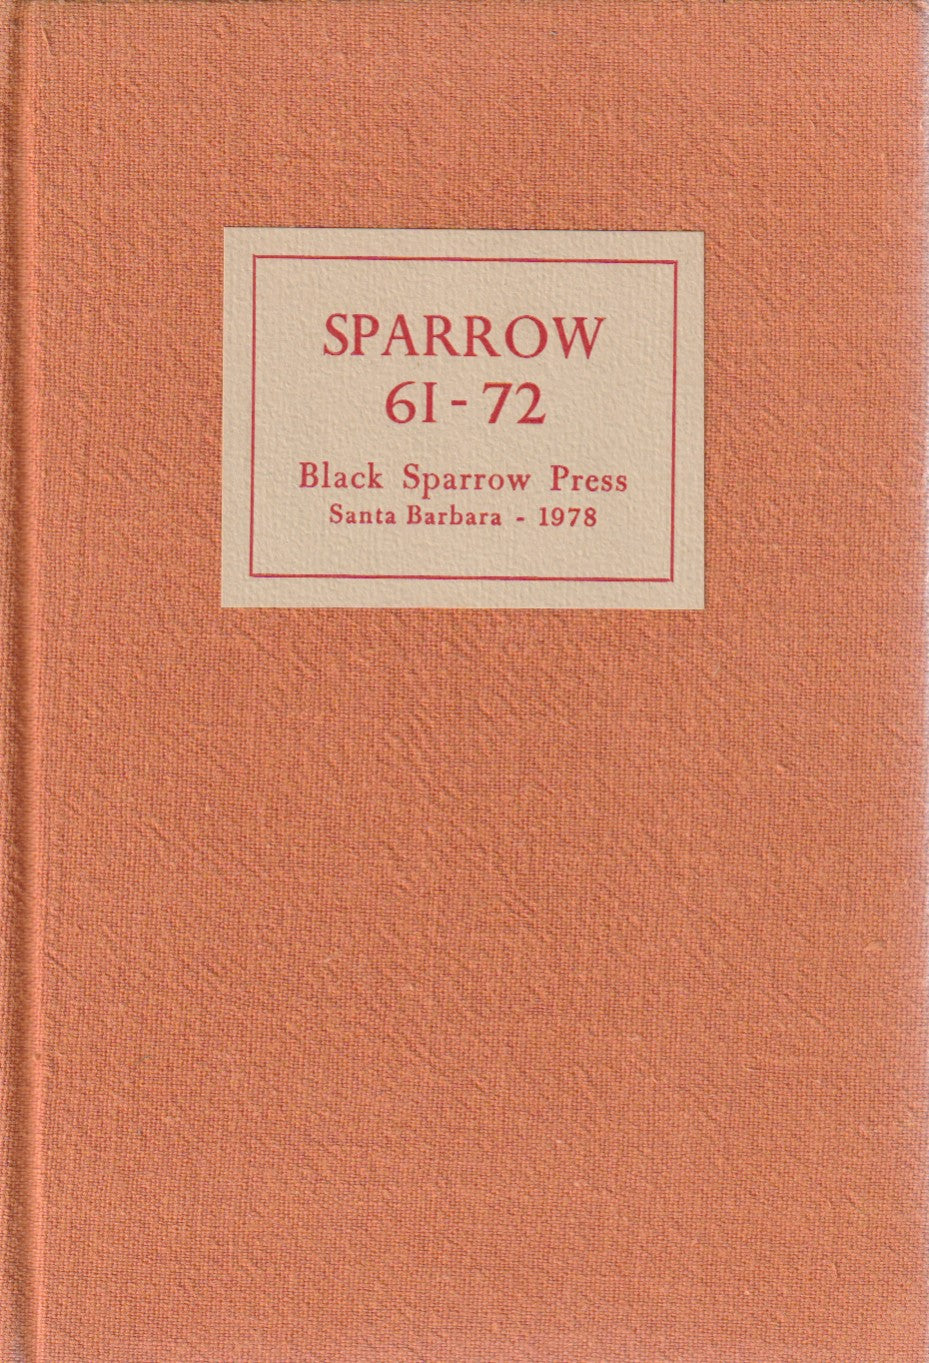 SPARROW
61 - 72
Black Sparrow Press
Santa Barbara - 1978